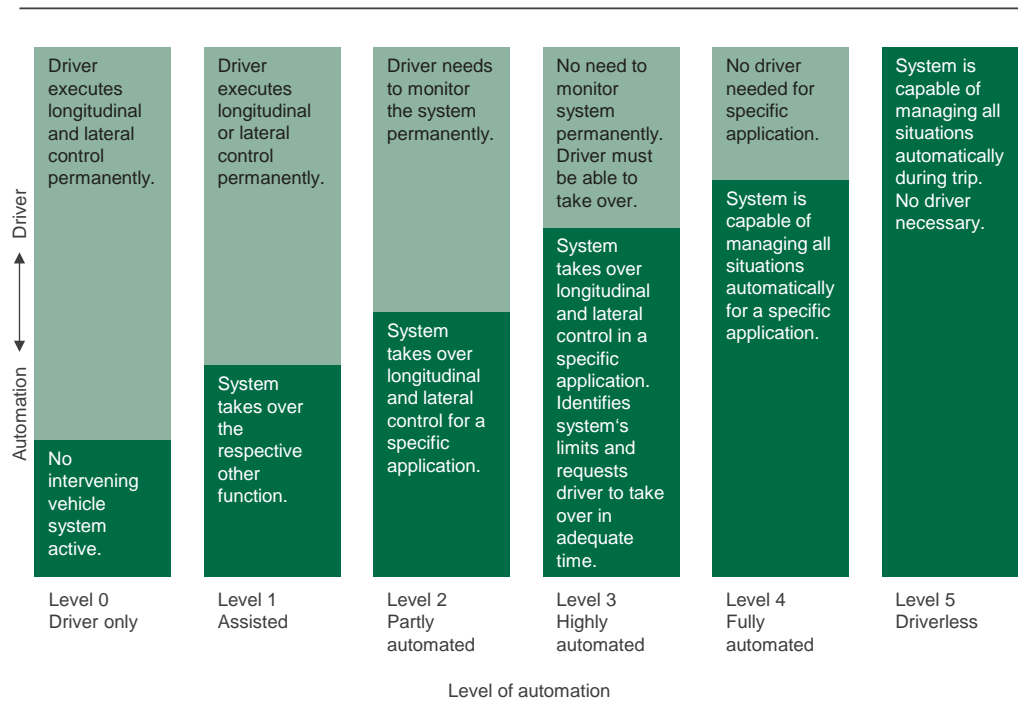 Driver
executes
longitudinal
and lateral
control
permanently.
No
intervening
vehicle
system
active.
Driver
executes
longitudinal
or lateral
control
permanently.
System
takes over
the
respective
other
function.
Driver needs
to monitor
the system
permanently.
System
takes over
longitudinal
and lateral
control for a
specific
application.
No need to
monitor
system
permanently.
Driver must
be able to
take over.
System
takes over
longitudinal
and lateral
control in a
specific
application.
Identifies
system‘s
limits and
requests
driver to take
over in
adequate
time.
No driver
needed for
specific
application.
System is
capable of
managing all
situations
automatically
for a specific
application.
System is
capable of
managing all
situations
automatically
during trip.
No driver
necessary.
Driver
Automation
Level 0
Driver only
Level 1
Assisted
Level 2
Partly
automated
Level 3
Highly
automated
Level 4
Fully
automated
Level 5
Driverless
Level of automation